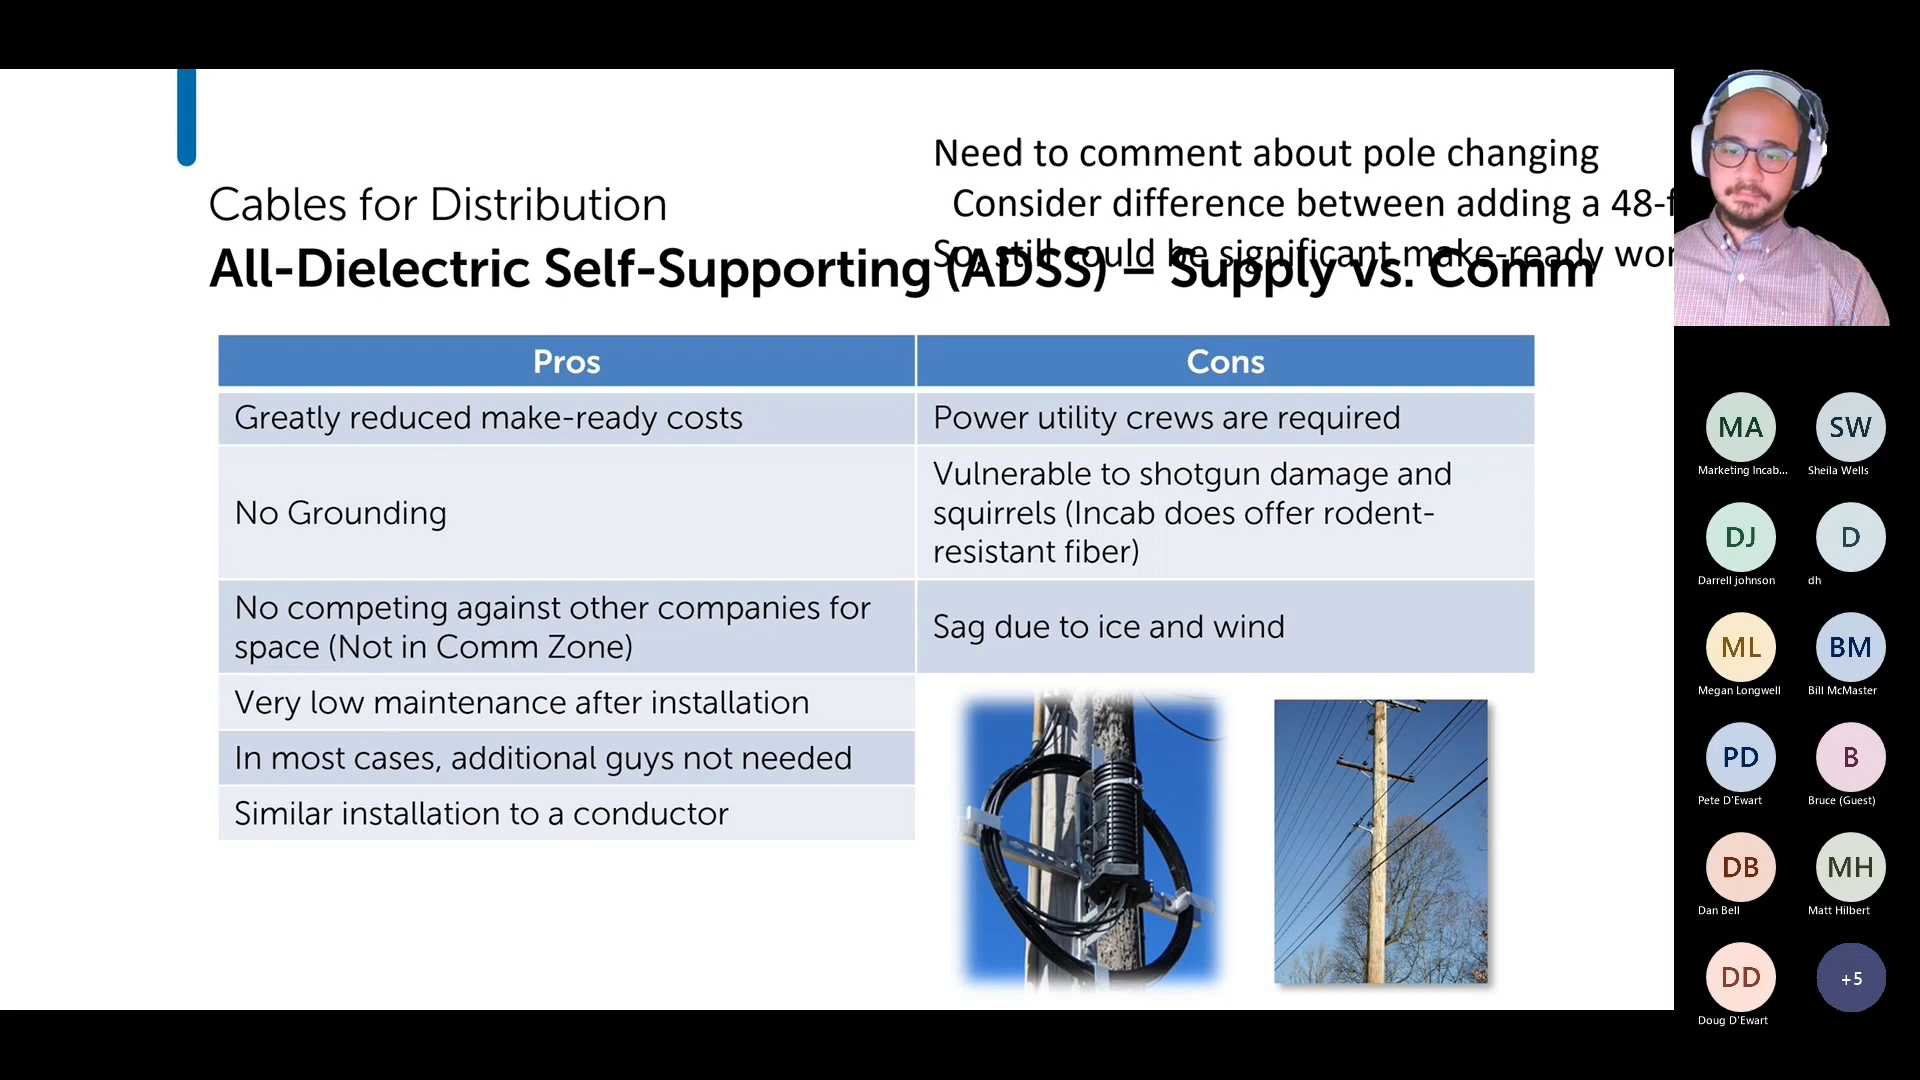 Need to comment about pole changing
Consider difference between adding a 48-f
So, still could be significant make-ready wor
Cables for Distribution
All-Dielectric Self-Supporting (ADSS) – Supply vs. Comm
Pros
Cons
Greatly reduced make-ready costs
Power utility crews are required
No Grounding
Vulnerable to shotgun damage and
squirrels (Incab does offer rodent-
resistant fiber)
No competing against other companies for
space (Not in Comm Zone)
Sag due to ice and wind
Very low maintenance after installation
In most cases, additional guys not needed
Similar installation to a conductor
MA
Marketing Incab...
SW
Sheila Wells
DJ
Darrell johnson
D
dh
ML
Megan Longwell
BM
Bill McMaster
PD
Pete D'Ewart
B
Bruce (Guest)
DB
Dan Bell
MH
Matt Hilbert
DD
Doug D'Ewart
+5